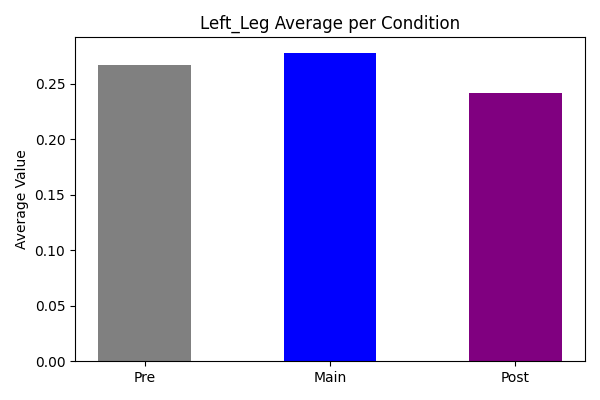 Left_Leg Average per Condition
Average Value
0.25
0.20
0.15
0.10
0.05
0.00
Pre
Main
Post